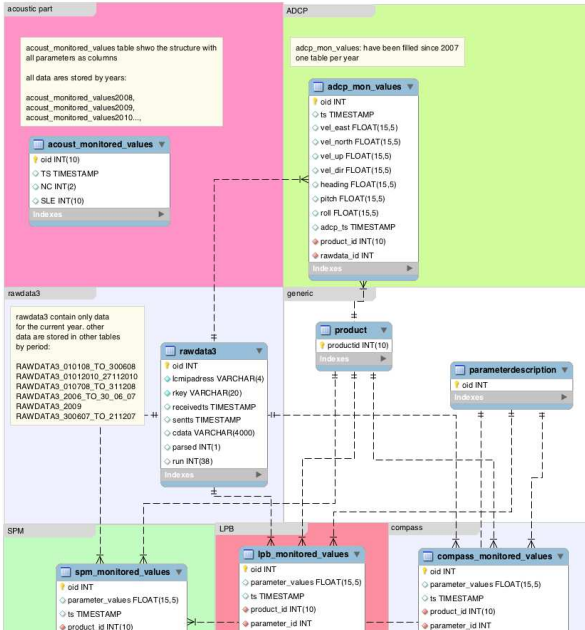 acoustic part
acoust_monitored_values table shwo the structure with
all parameters as columns
all data ares stored by years:
acoust_monitored_values2008,
acoust_monitored_values2009,
acoust_monitored_values2010...,
acoust_monitored_values
oid INT(10)
TS TIMESTAMP
NC INT(2)
SLE INT(10)
Indexes
ADCP
adcp_mon_values: have been filled since 2007
one table per year
adcp_mon_values
oid INT
ts TIMESTAMP
vel_east FLOAT(15,5)
vel_north FLOAT(15,5)
vel_up FLOAT(15,5)
vel_dir FLOAT(15,5)
heading FLOAT(15,5)
pitch FLOAT(15,5)
roll FLOAT(15,5)
adcp_ts TIMESTAMP
product_id INT(10)
rawdata_id INT
Indexes
rawdata3
rawdata3 contain only data
for the current year. other
data are stored in other tables
by period:
RAWDATA3_010108_TO_300608
RAWDATA3_01012010_27112010
RAWDATA3_010708_TO_311208
RAWDATA3_2006_TO_30_06_07
RAWDATA3_2009
RAWDATA3_300607_TO_211207
rawdata3
oid INT
lcmipadress VARCHAR(4)
rkey VARCHAR(20)
receivedts TIMESTAMP
sentts TIMESTAMP
cdata VARCHAR(4000)
parsed INT(1)
run INT(38)
Indexes
generic
product
productid INT(10)
Indexes
parameterdescription
oid INT
Indexes
SPM
spm_monitored_values
oid INT
parameter_values FLOAT(15,5)
ts TIMESTAMP
product_id INT(10)
LPB
lpb_monitored_values
oid INT
parameter_values FLOAT(15,5)
ts TIMESTAMP
product_id INT(10)
parameter_id INT
compass
compass_monitored_values
oid INT
parameter_values FLOAT(15,5)
ts TIMESTAMP
product_id INT(10)
parameter_id INT